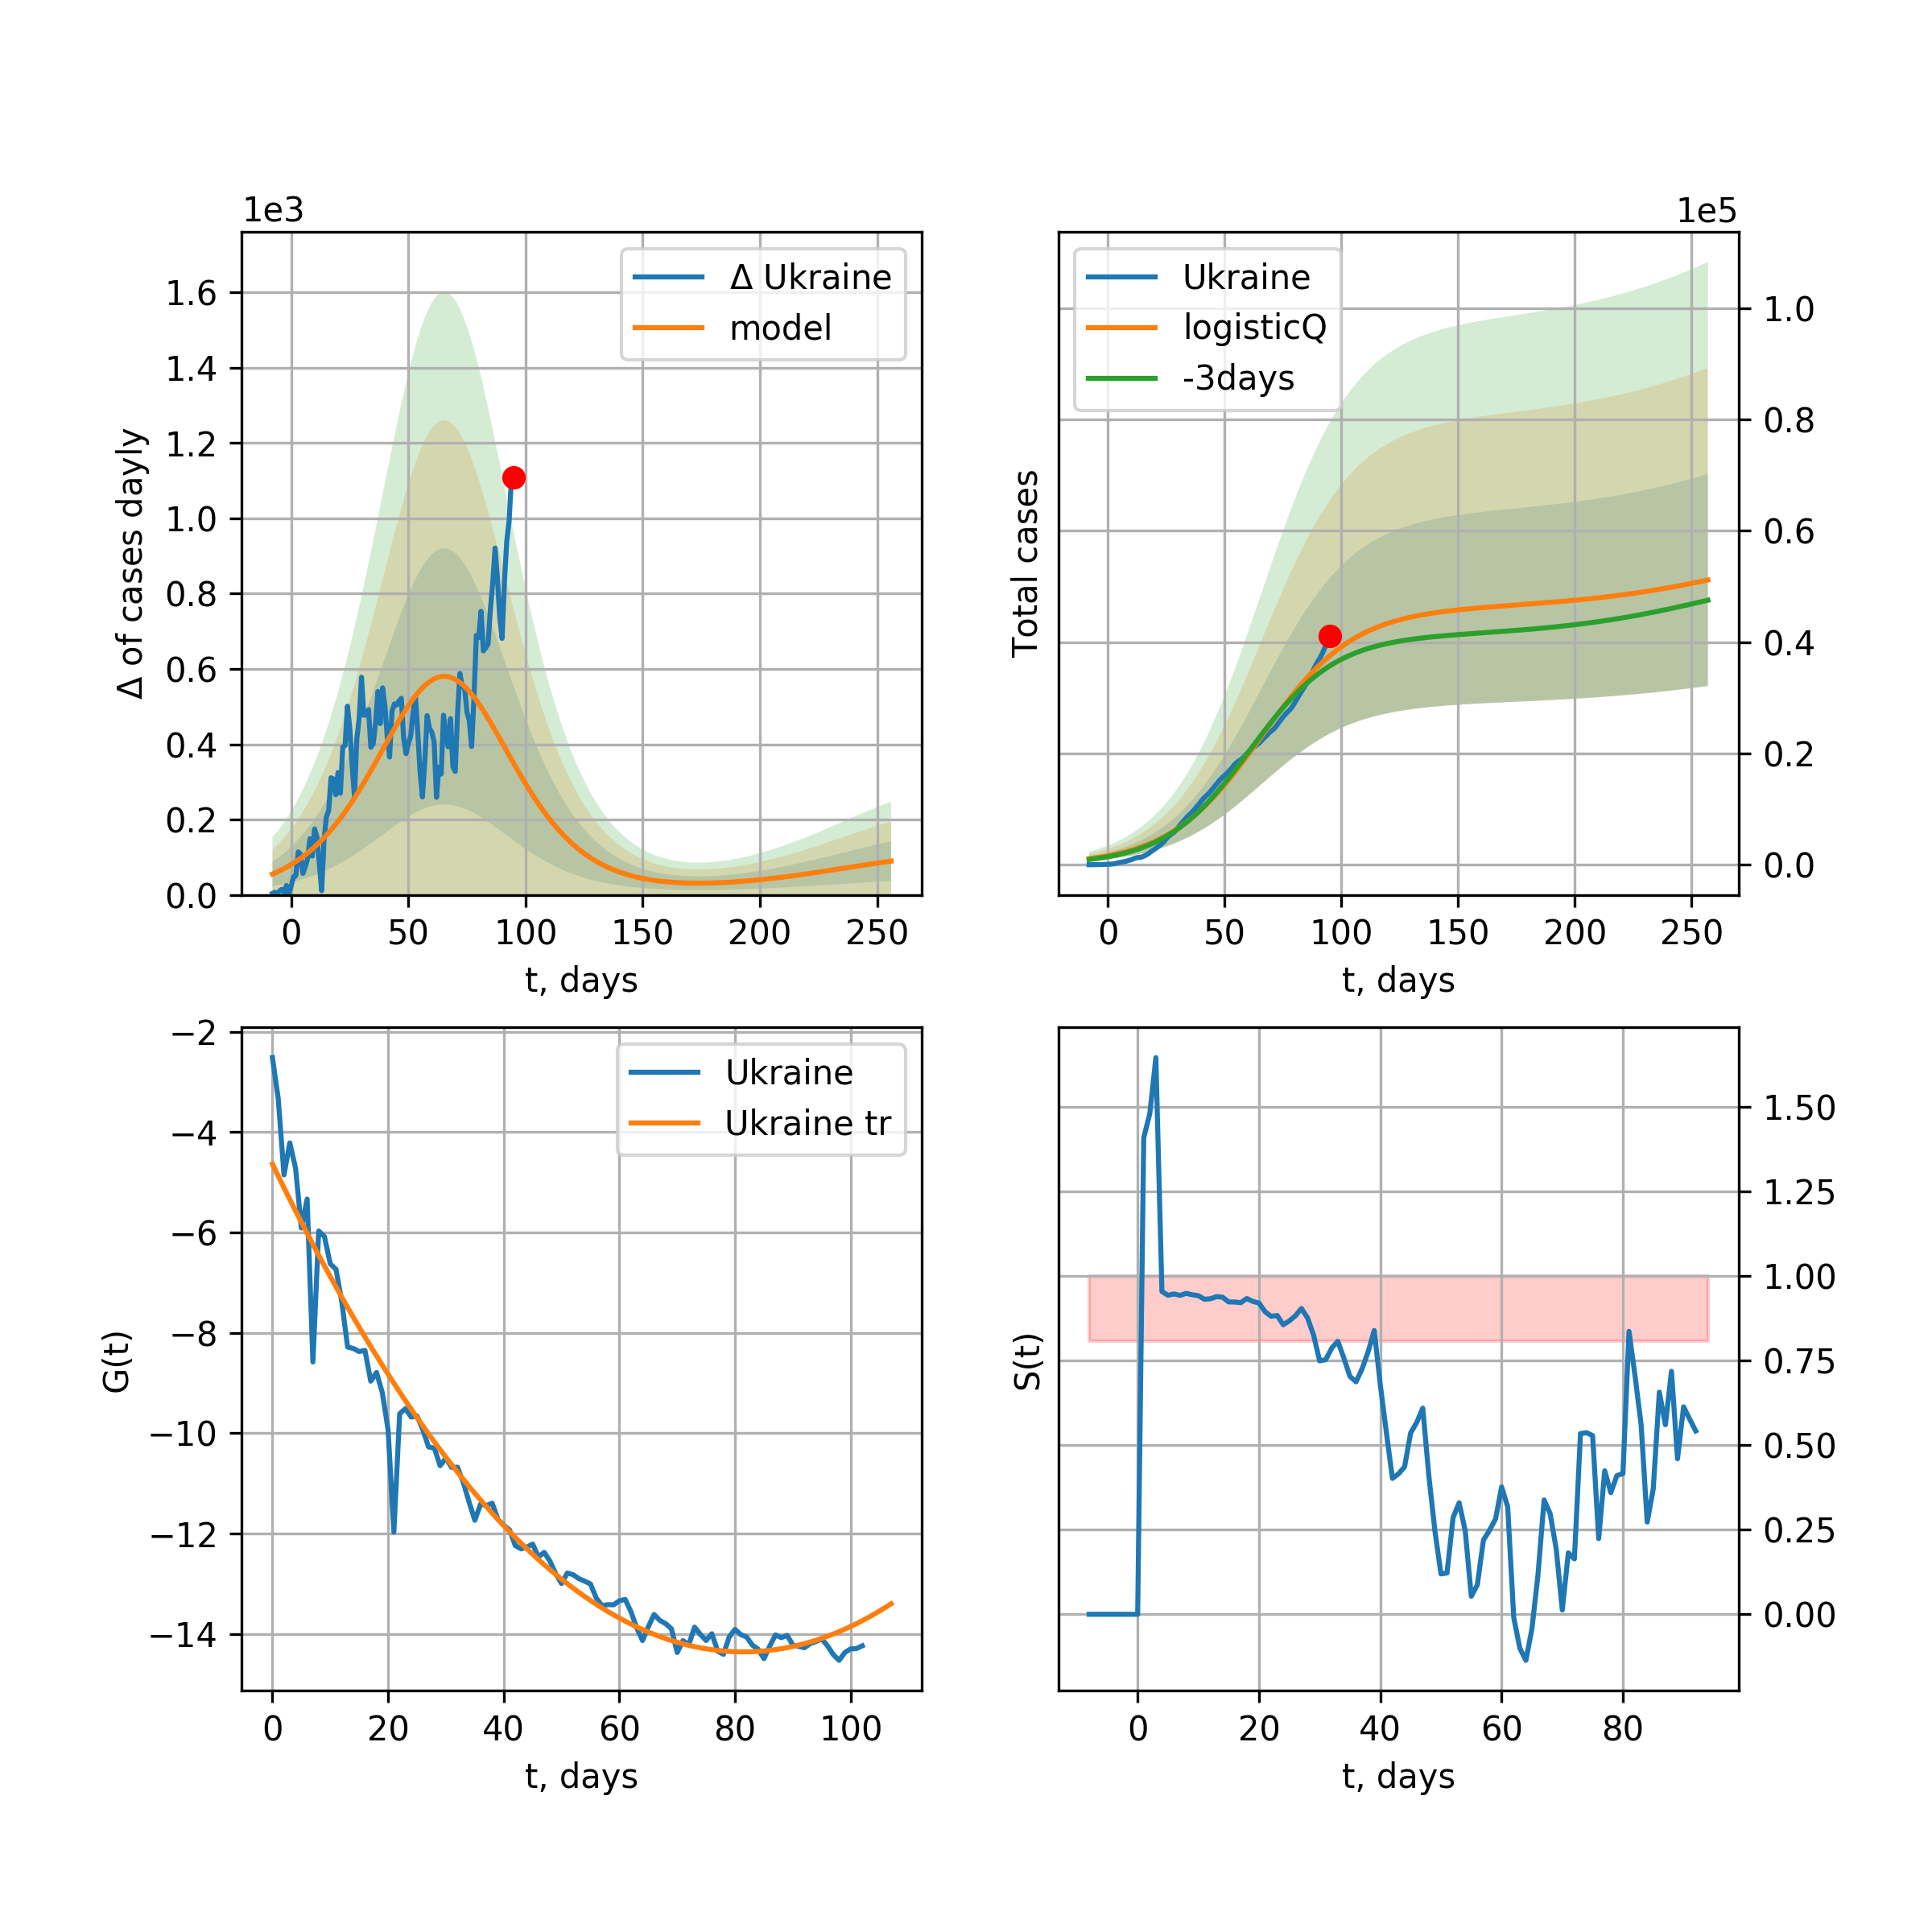 1e3
1.6
1.4
1.2
1.0
0.8
0.6
0.4
0.2
0.0
Δ of cases dayly
Δ Ukraine
model
0 50 100 150 200 250
t, days
1e5
Total cases
Ukraine
logisticQ
-3days
1.0
0.8
0.6
0.4
0.2
0.0
0 50 100 150 200 250
t, days
−2
−4
−6
−8
−10
−12
−14
G(t)
Ukraine
Ukraine tr
0 20 40 60 80 100
t, days
S(t)
1.50
1.25
1.00
0.75
0.50
0.25
0.00
0 20 40 60 80
t, days